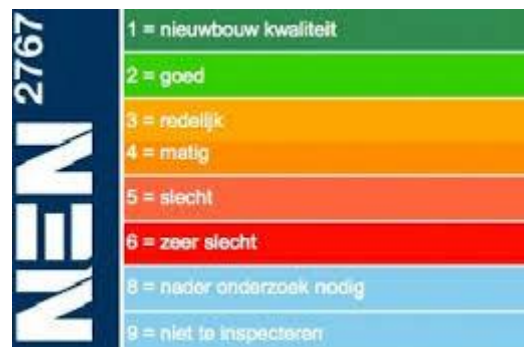 NEN 2767
1 = nieuwbouw kwaliteit
2 = goed
3 = redelijk
4 = matig
5 = slecht
6 = zeer slecht
8 = nader onderzoek nodig
9 = niet te inspecteren